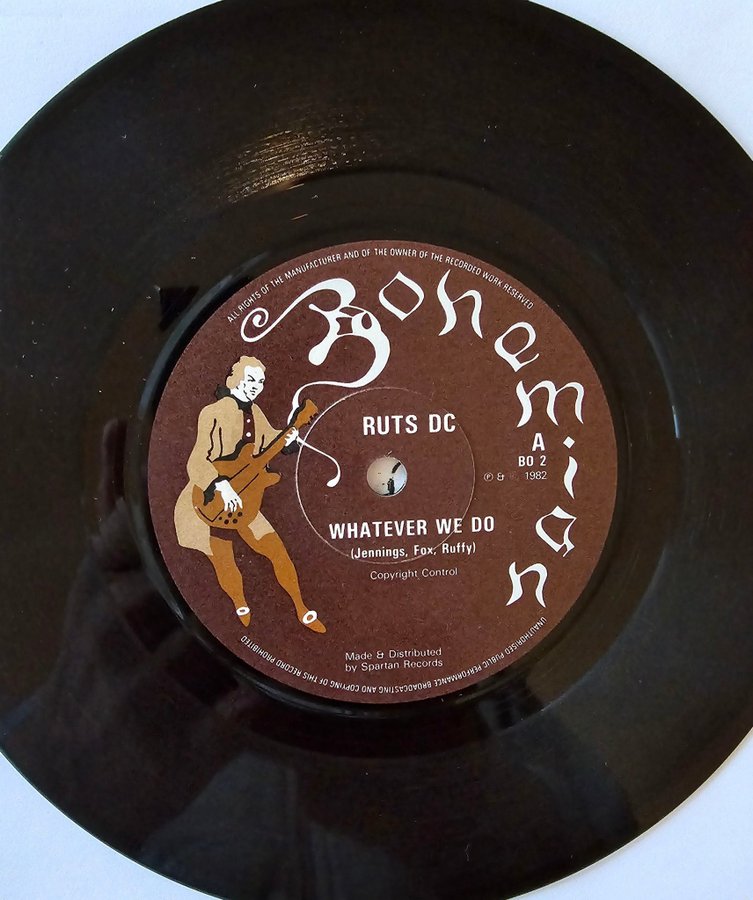 ALL RIGHTS OF THE MANUFACTURER AND OF THE OWNER OF THE RECORDED WORK RESERVED
Bohemian
RUTS DC
A
BO 2
℗ & © 1982
WHATEVER WE DO
(Jennings, Fox, Ruffy)
Copyright Control
Made & Distributed
by Spartan Records
UNAUTHORISED PUBLIC PERFORMANCE BROADCASTING AND COPYING OF THIS RECORD PROHIBITED